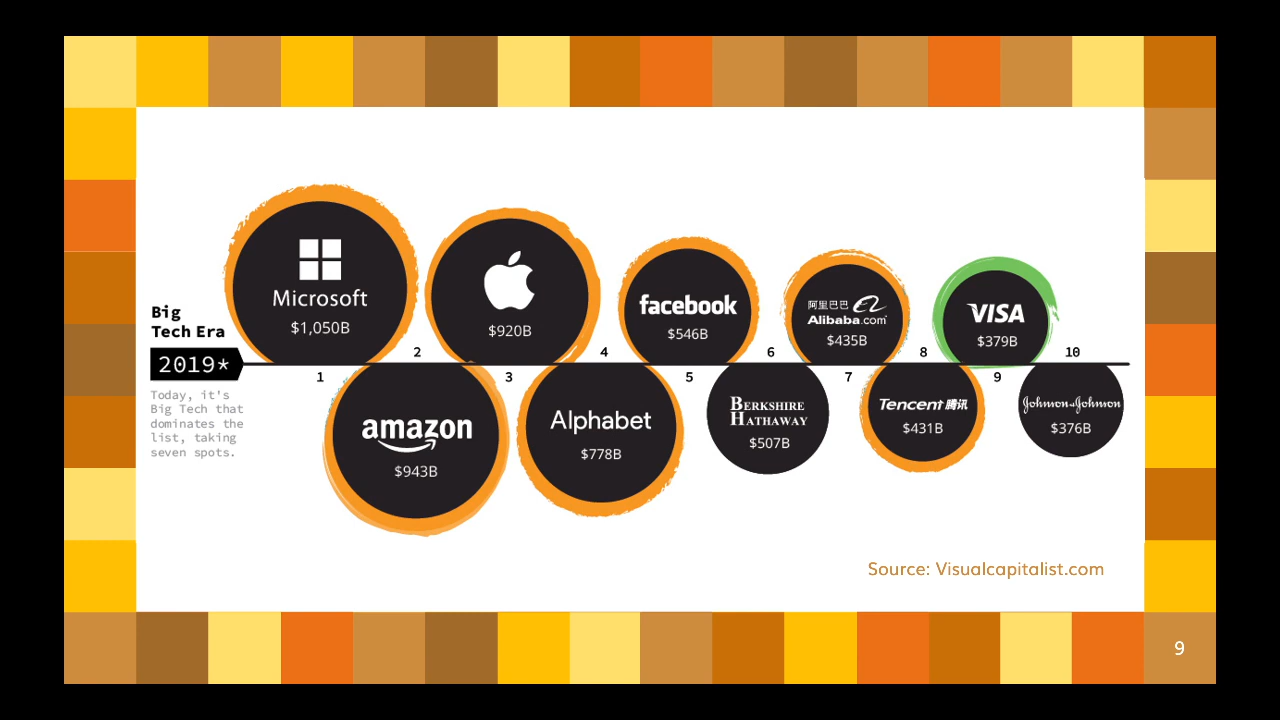 Big
Tech Era
2019*
Today, it's
Big Tech that
dominates the
list, taking
seven spots.
Microsoft
$1,050B
1
2
amazon
$943B
$920B
3
4
Alphabet
$778B
facebook
$546B
5
6
BERKSHIRE
HATHAWAY
$507B
阿里巴巴
Alibaba.com
$435B
7
8
Tencent 腾讯
$431B
VISA
$379B
9
10
Johnson & Johnson
$376B
Source: Visualcapitalist.com
9